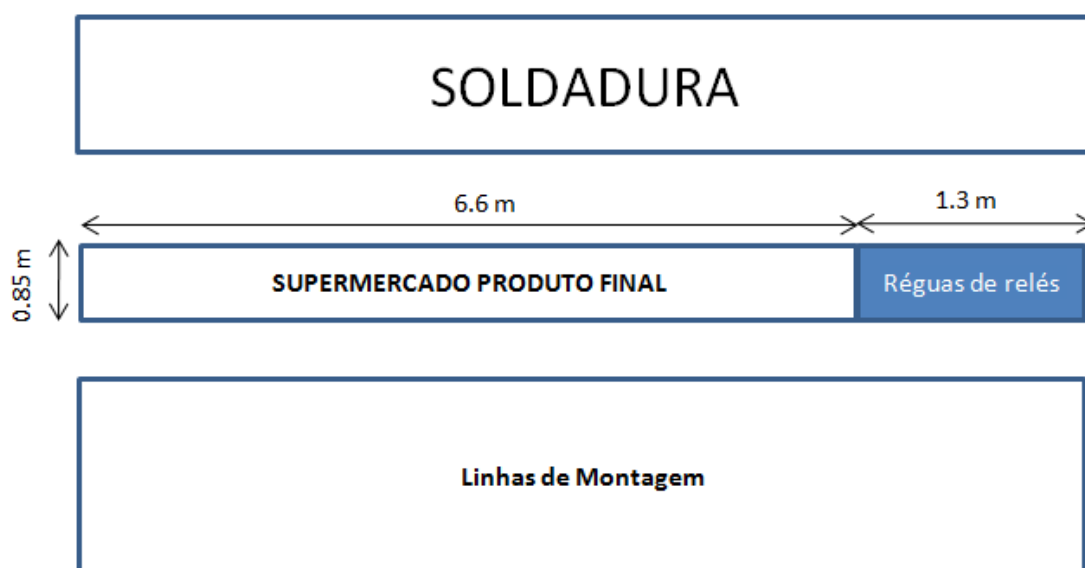 SOLDADURA
6.6 m
1.3 m
0.85 m
SUPERMERCADO PRODUTO FINAL
Réguas de relés
Linhas de Montagem